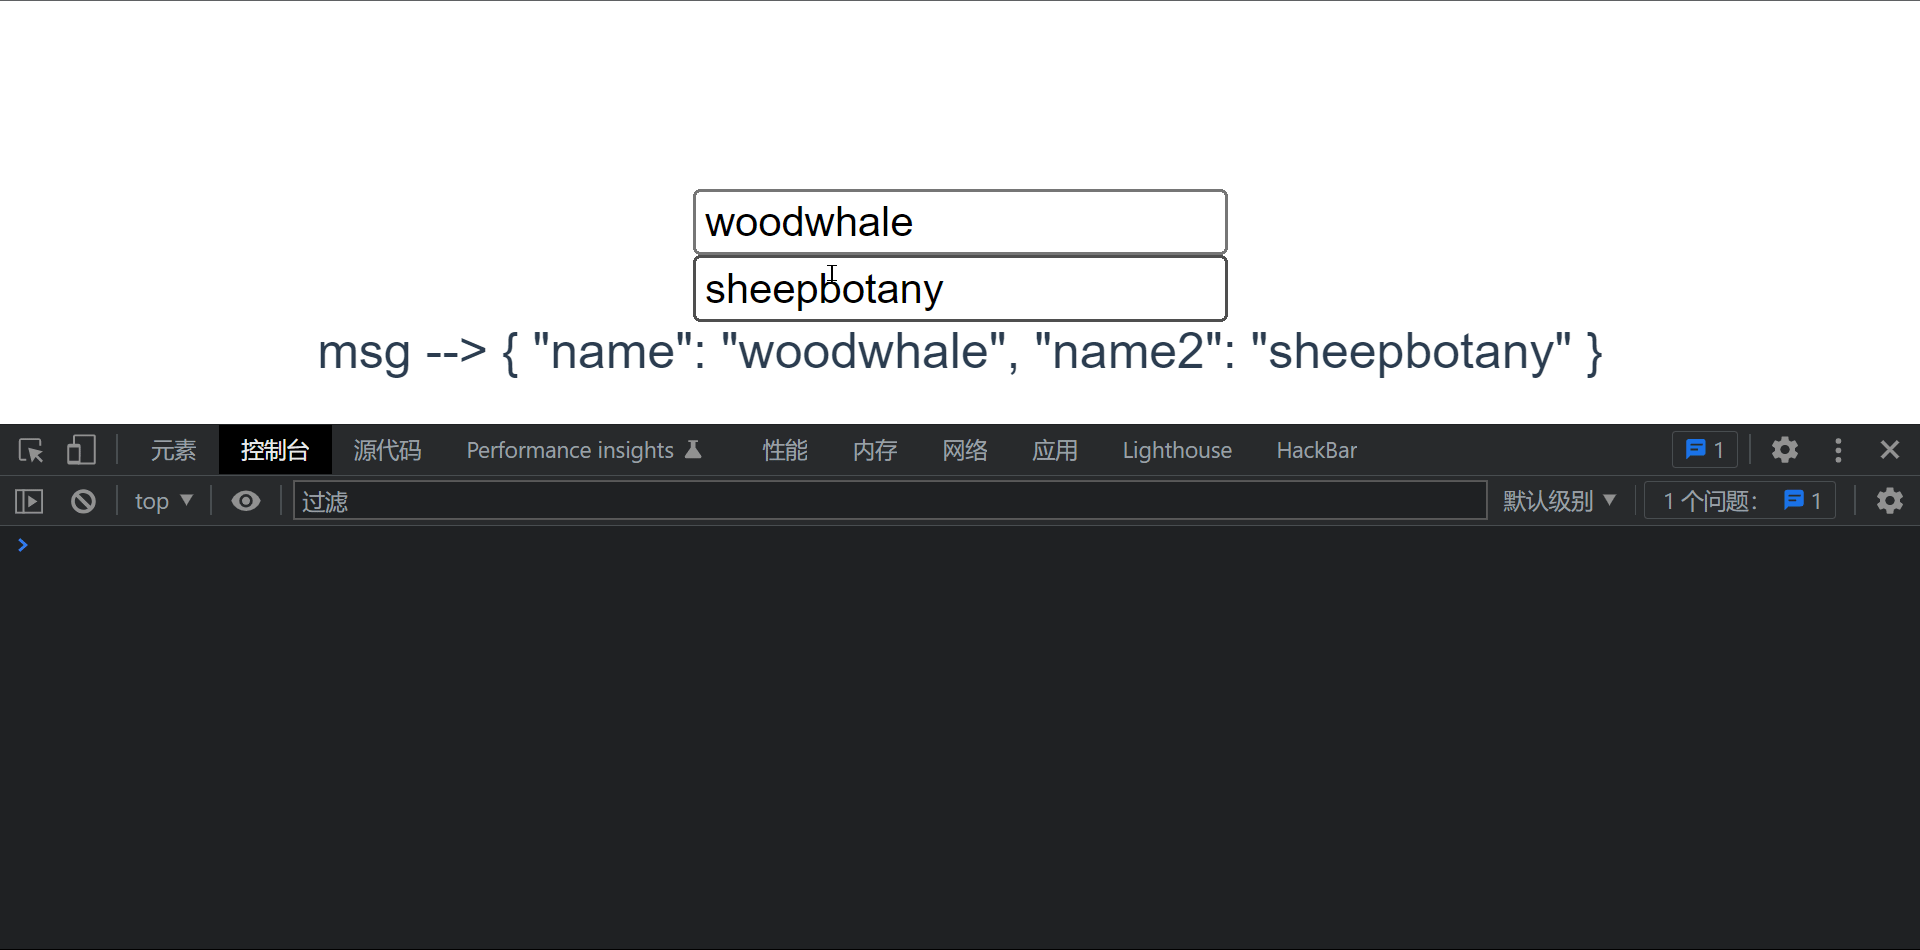 woodwhale
sheepbotany
msg --> { "name": "woodwhale", "name2": "sheepbotany" }
元素 控制台 源代码 Performance insights 性能 内存 网络 应用 Lighthouse HackBar 1
top 过滤 默认级别 1 个问题： 1